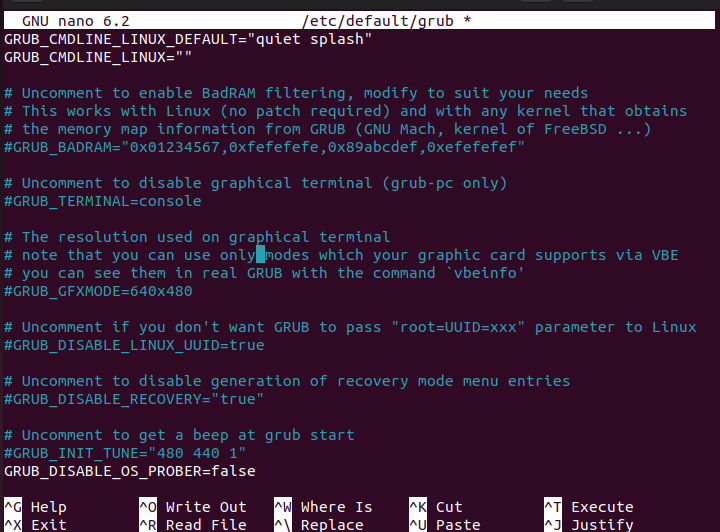 GNU nano 6.2 /etc/default/grub *
GRUB_CMDLINE_LINUX_DEFAULT="quiet splash"
GRUB_CMDLINE_LINUX=""
# Uncomment to enable BadRAM filtering, modify to suit your needs
# This works with Linux (no patch required) and with any kernel that obtains
# the memory map information from GRUB (GNU Mach, kernel of FreeBSD ...)
#GRUB_BADRAM="0x01234567,0xfefefefe,0x89abcdef,0xefefefef"
# Uncomment to disable graphical terminal (grub-pc only)
#GRUB_TERMINAL=console
# The resolution used on graphical terminal
# note that you can use only modes which your graphic card supports via VBE
# you can see them in real GRUB with the command `vbeinfo'
#GRUB_GFXMODE=640x480
# Uncomment if you don't want GRUB to pass "root=UUID=xxx" parameter to Linux
#GRUB_DISABLE_LINUX_UUID=true
# Uncomment to disable generation of recovery mode menu entries
#GRUB_DISABLE_RECOVERY="true"
# Uncomment to get a beep at grub start
#GRUB_INIT_TUNE="480 440 1"
GRUB_DISABLE_OS_PROBER=false
^G Help ^O Write Out ^W Where Is ^K Cut ^T Execute
^X Exit ^R Read File ^\ Replace ^U Paste ^J Justify